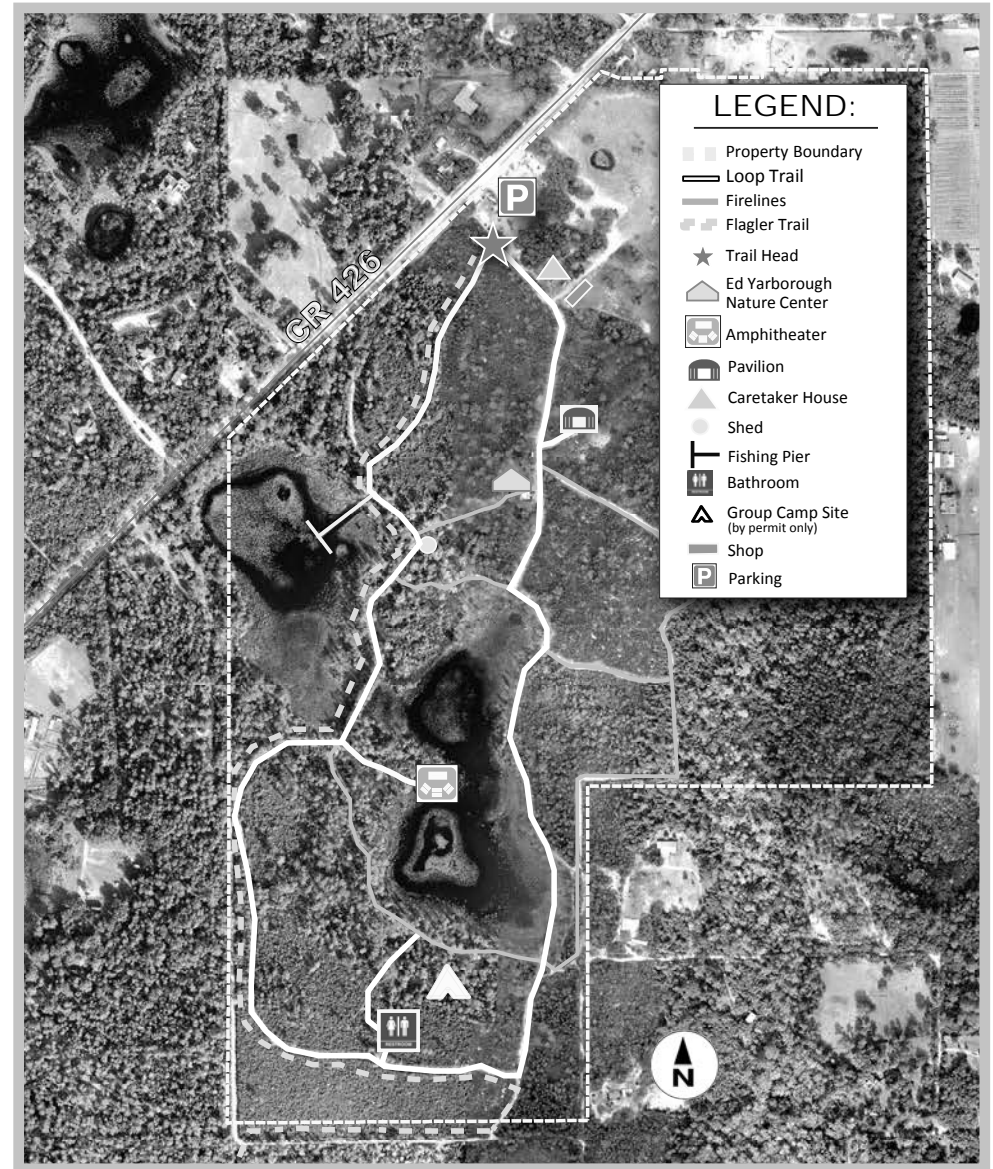 CR 426
P
LEGEND:
Property Boundary
Loop Trail
Firelines
Flagler Trail
Trail Head
Ed Yarborough
Nature Center
Amphitheater
Pavilion
Caretaker House
Shed
Fishing Pier
Bathroom
Group Camp Site
(by permit only)
Shop
P Parking
RESTROOM
N